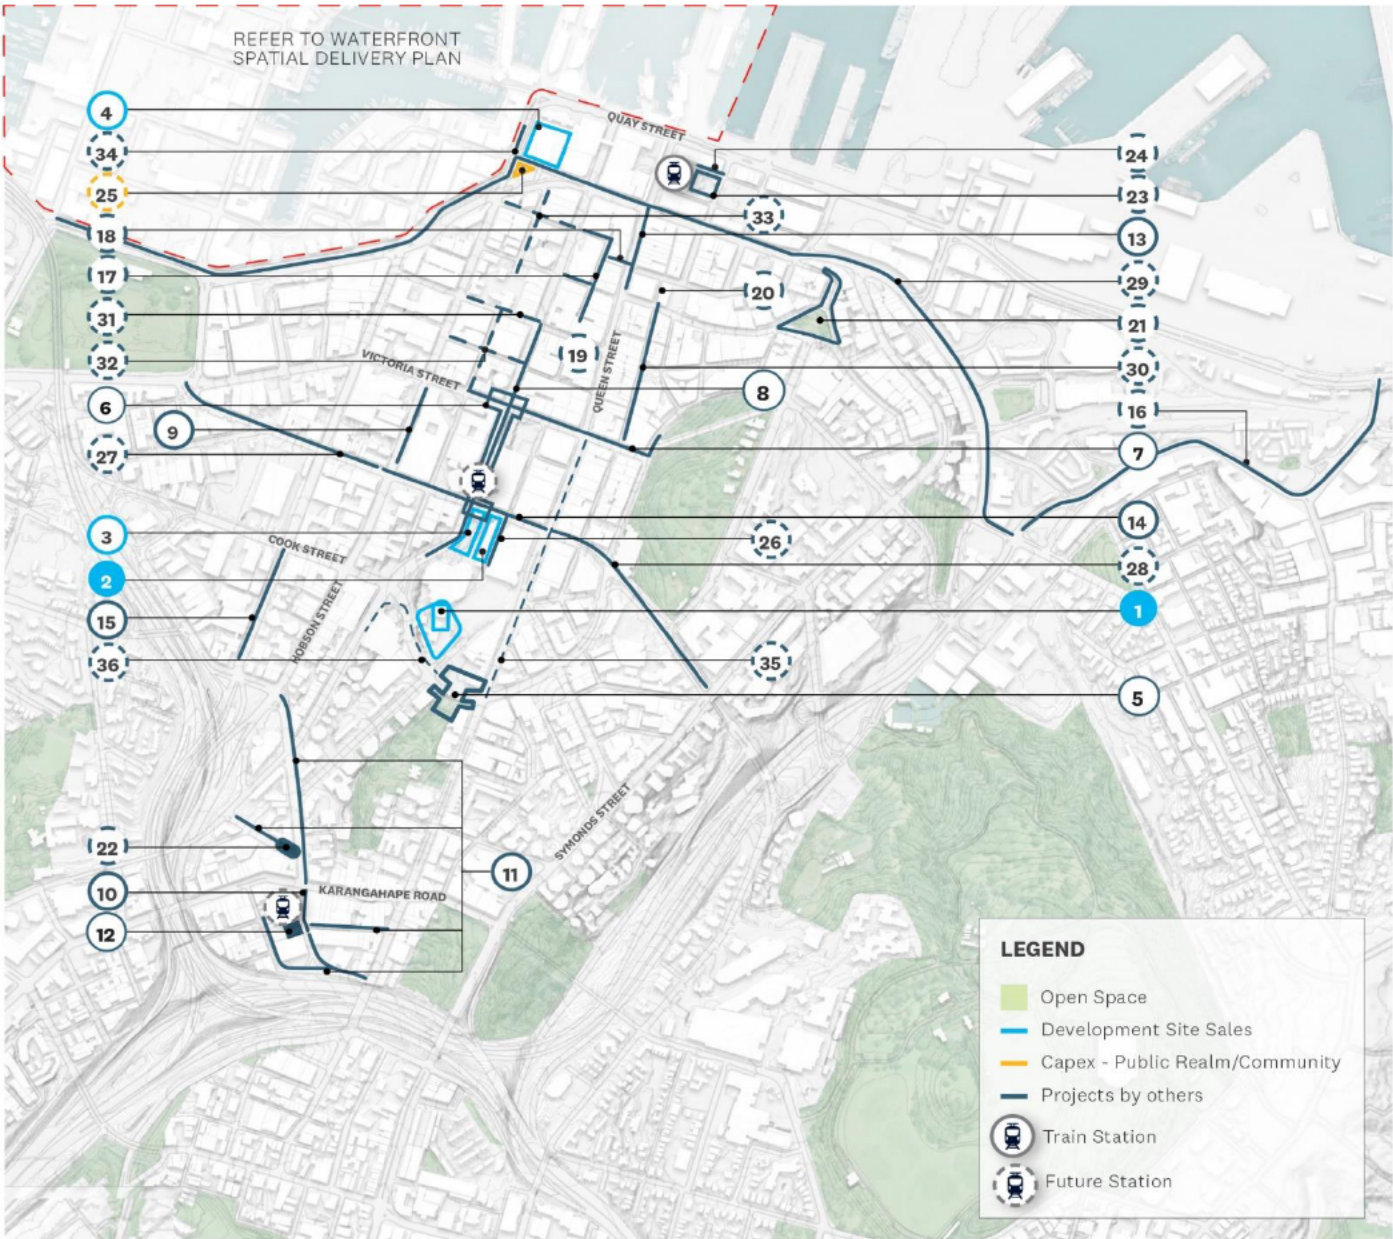 REFER TO WATERFRONT
SPATIAL DELIVERY PLAN
QUAY STREET
4
34
25
18
17
31
32
6
9
27
3
2
15
36
22
10
12
33
20
19
8
26
35
11
24
23
13
29
21
30
16
7
14
28
1
5
VICTORIA STREET
QUEEN STREET
COOK STREET
HOBSON STREET
SYMONDS STREET
KARANGAHAPE ROAD
LEGEND
Open Space
Development Site Sales
Capex - Public Realm/Community
Projects by others
Train Station
Future Station